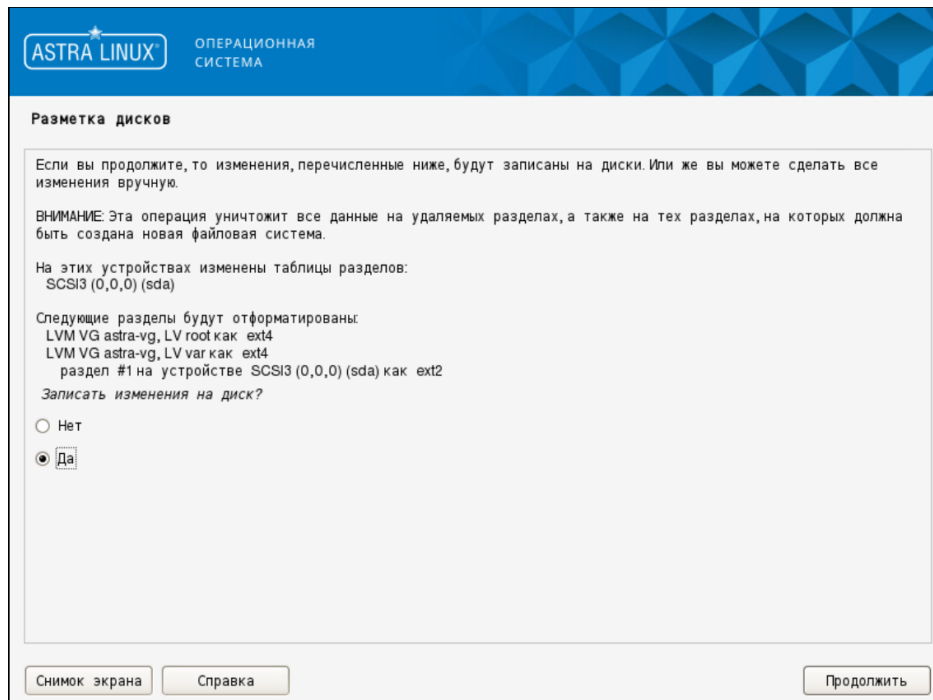 ASTRA LINUX®
ОПЕРАЦИОННАЯ
СИСТЕМА
Разметка дисков
Если вы продолжите, то изменения, перечисленные ниже, будут записаны на диски. Или же вы можете сделать все
изменения вручную.
ВНИМАНИЕ: Эта операция уничтожит все данные на удаляемых разделах, а также на тех разделах, на которых должна
быть создана новая файловая система.
На этих устройствах изменены таблицы разделов:
SCSI3 (0,0,0) (sda)
Следующие разделы будут отформатированы:
LVM VG astra-vg, LV root как ext4
LVM VG astra-vg, LV var как ext4
раздел #1 на устройстве SCSI3 (0,0,0) (sda) как ext2
Записать изменения на диск?
Нет
Да
Снимок экрана
Справка
Продолжить